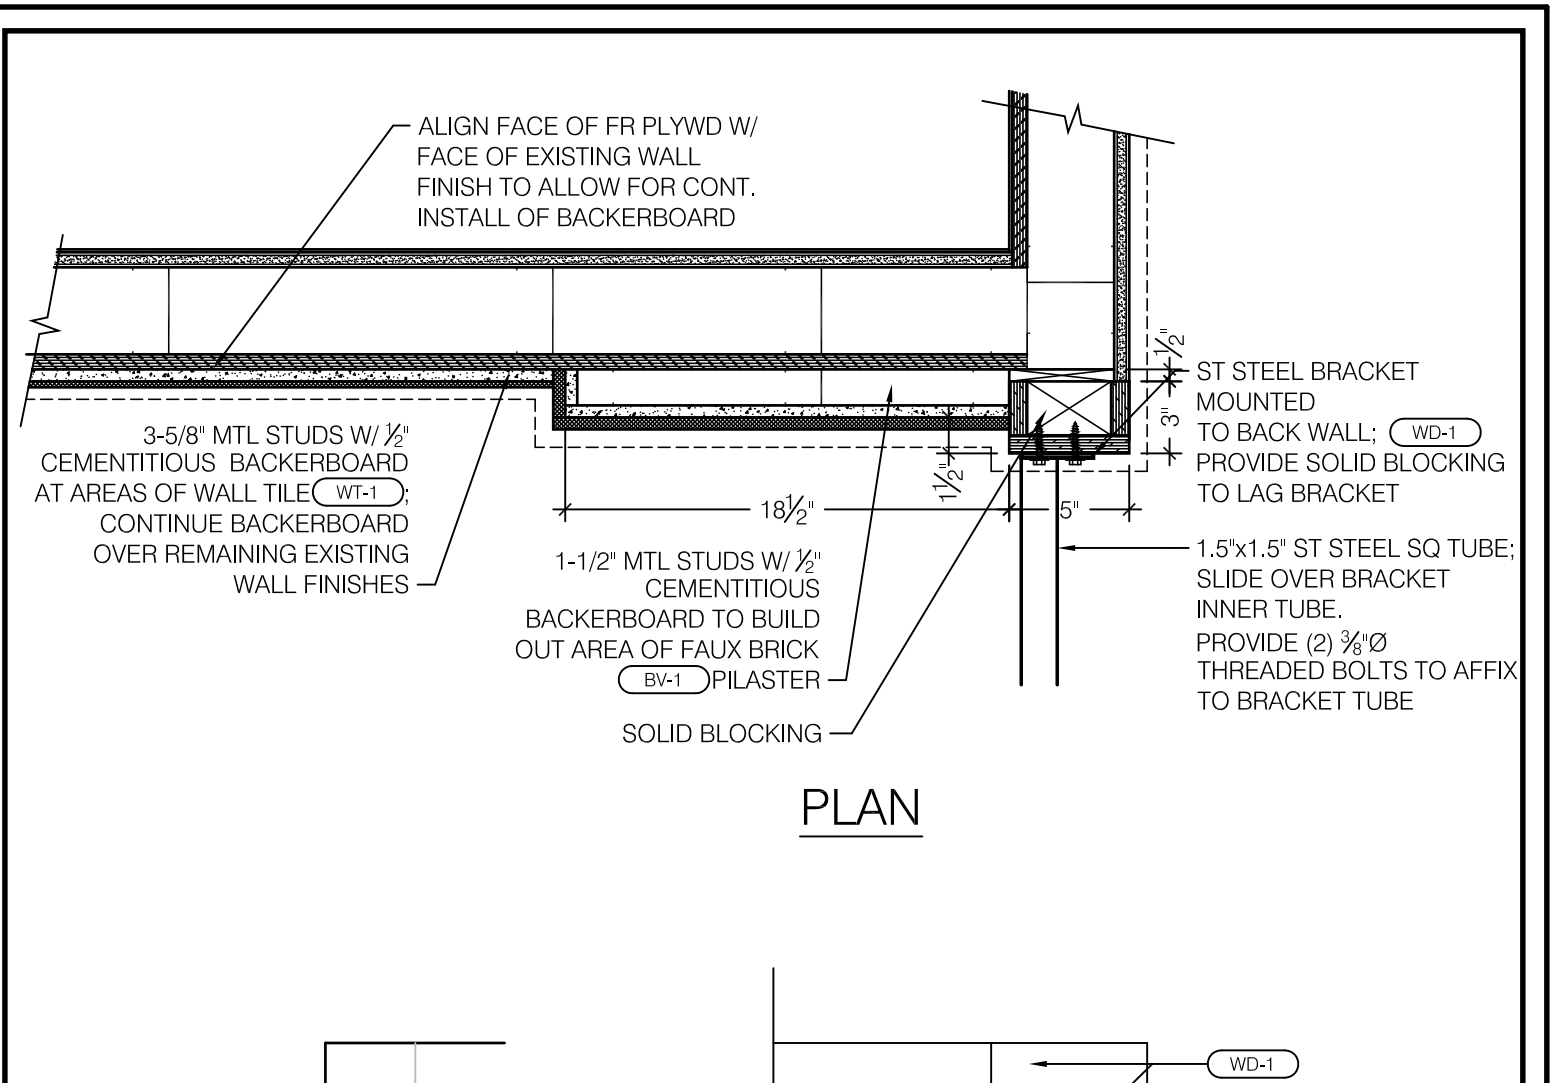 ALIGN FACE OF FR PLYWD W/
FACE OF EXISTING WALL
FINISH TO ALLOW FOR CONT.
INSTALL OF BACKERBOARD
3-5/8" MTL STUDS W/ ½"
CEMENTITIOUS BACKERBOARD
AT AREAS OF WALL TILE WT-1 ;
CONTINUE BACKERBOARD
OVER REMAINING EXISTING
WALL FINISHES
1-1/2" MTL STUDS W/ ½"
CEMENTITIOUS
BACKERBOARD TO BUILD
OUT AREA OF FAUX BRICK
BV-1 PILASTER
SOLID BLOCKING
18½"
1½"
5"
½"
3"
ST STEEL BRACKET
MOUNTED
TO BACK WALL; WD-1
PROVIDE SOLID BLOCKING
TO LAG BRACKET
1.5"x1.5" ST STEEL SQ TUBE;
SLIDE OVER BRACKET
INNER TUBE.
PROVIDE (2) ⅜"Ø
THREADED BOLTS TO AFFIX
TO BRACKET TUBE
PLAN
WD-1